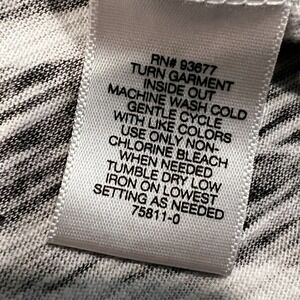 RN# 93677
TURN GARMENT
INSIDE OUT
MACHINE WASH COLD
GENTLE CYCLE
WITH LIKE COLORS
USE ONLY NON-
CHLORINE BLEACH
WHEN NEEDED
TUMBLE DRY LOW
IRON ON LOWEST
SETTING AS NEEDED
75811-0